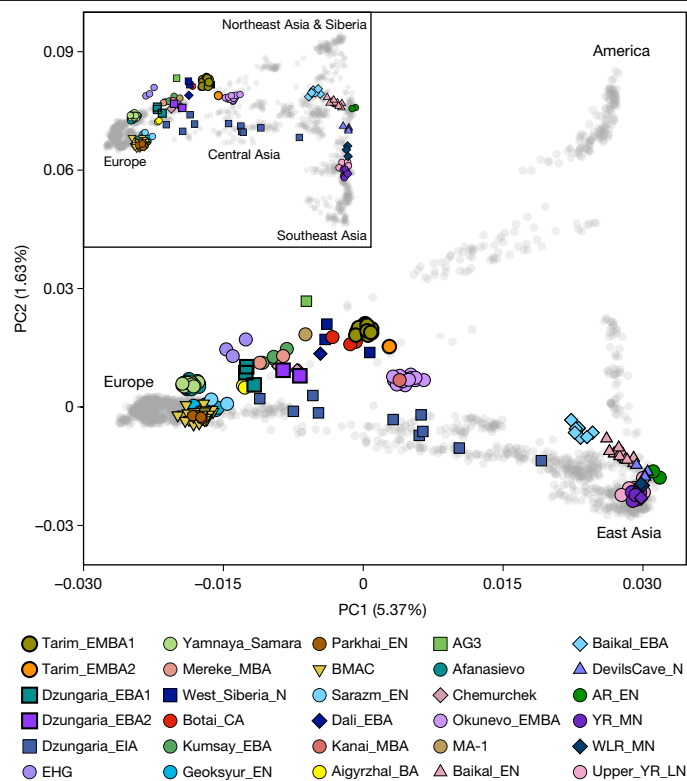 Northeast Asia & Siberia
0.09
America
Europe
Central Asia
0.06
Southeast Asia
PC2 (1.63%)
0.03
Europe
0
−0.03
East Asia
−0.030
−0.015
0
0.015
0.030
PC1 (5.37%)
Tarim_EMBA1 Yamnaya_Samara Parkhai_EN AG3 Baikal_EBA
Tarim_EMBA2 Mereke_MBA BMAC Afanasievo DevilsCave_N
Dzungaria_EBA1 West_Siberia_N Sarazm_EN Chemurchek AR_EN
Dzungaria_EBA2 Botai_CA Dali_EBA Okunevo_EMBA YR_MN
Dzungaria_EIA Kumsay_EBA Kanai_MBA MA-1 WLR_MN
EHG Geoksyur_EN Aigyrzhal_BA Baikal_EN Upper_YR_LN